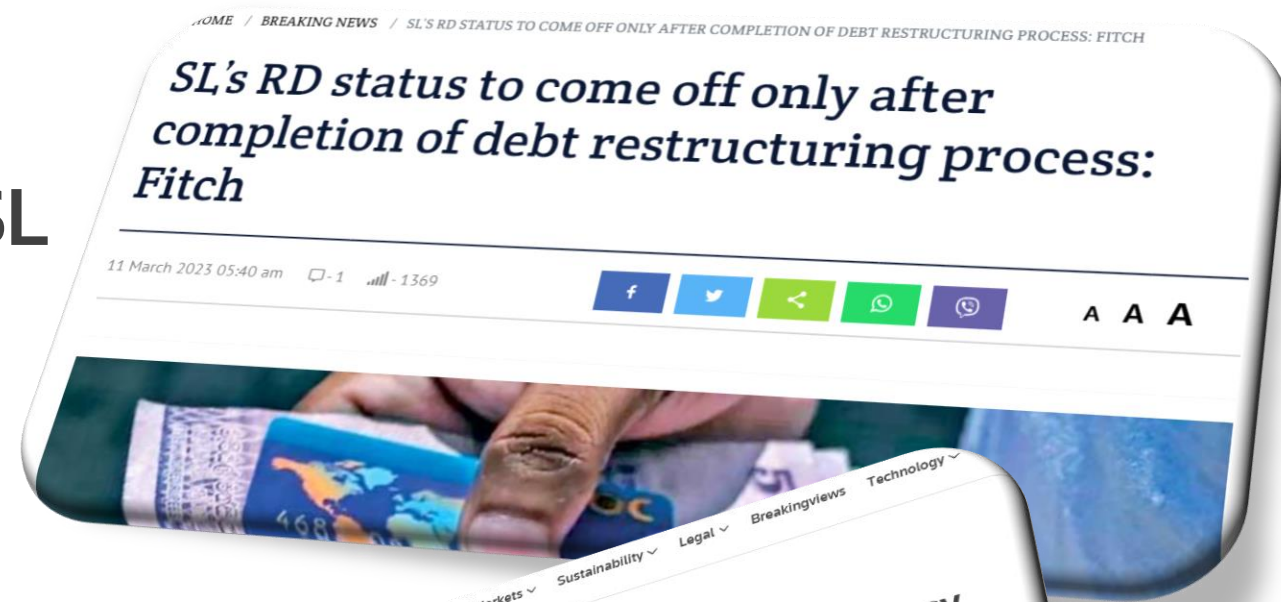 / BREAKING NEWS / SL'S RD STATUS TO COME OFF ONLY AFTER COMPLETION OF DEBT RESTRUCTURING PROCESS: FITCH
SL's RD status to come off only after
completion of debt restructuring process:
Fitch
SL
11 March 2023 05:40 am - 1 - 1369
A A A
468
Sustainability Legal Breakingviews Technology